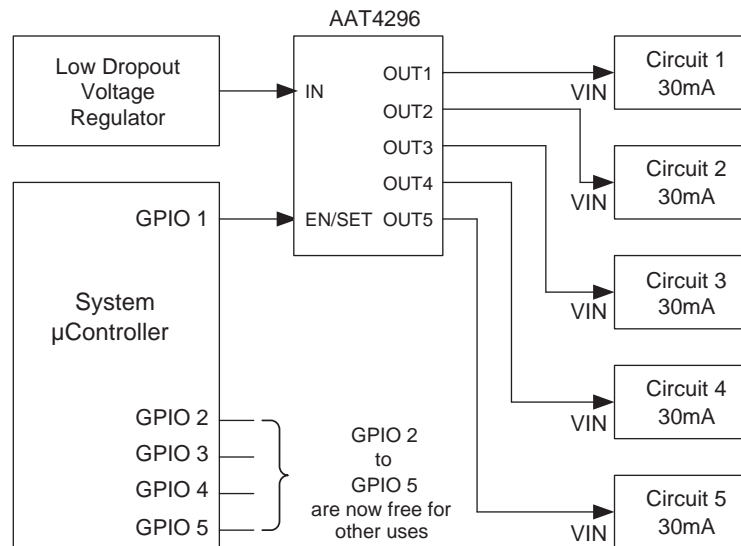 AAT4296
Low Dropout
Voltage
Regulator
IN
OUT1
OUT2
OUT3
OUT4
EN/SET OUT5
VIN
Circuit 1
30mA
VIN
Circuit 2
30mA
VIN
Circuit 3
30mA
VIN
Circuit 4
30mA
VIN
Circuit 5
30mA
GPIO 1
System
µController
GPIO 2
GPIO 3
GPIO 4
GPIO 5
GPIO 2
to
GPIO 5
are now free for
other uses